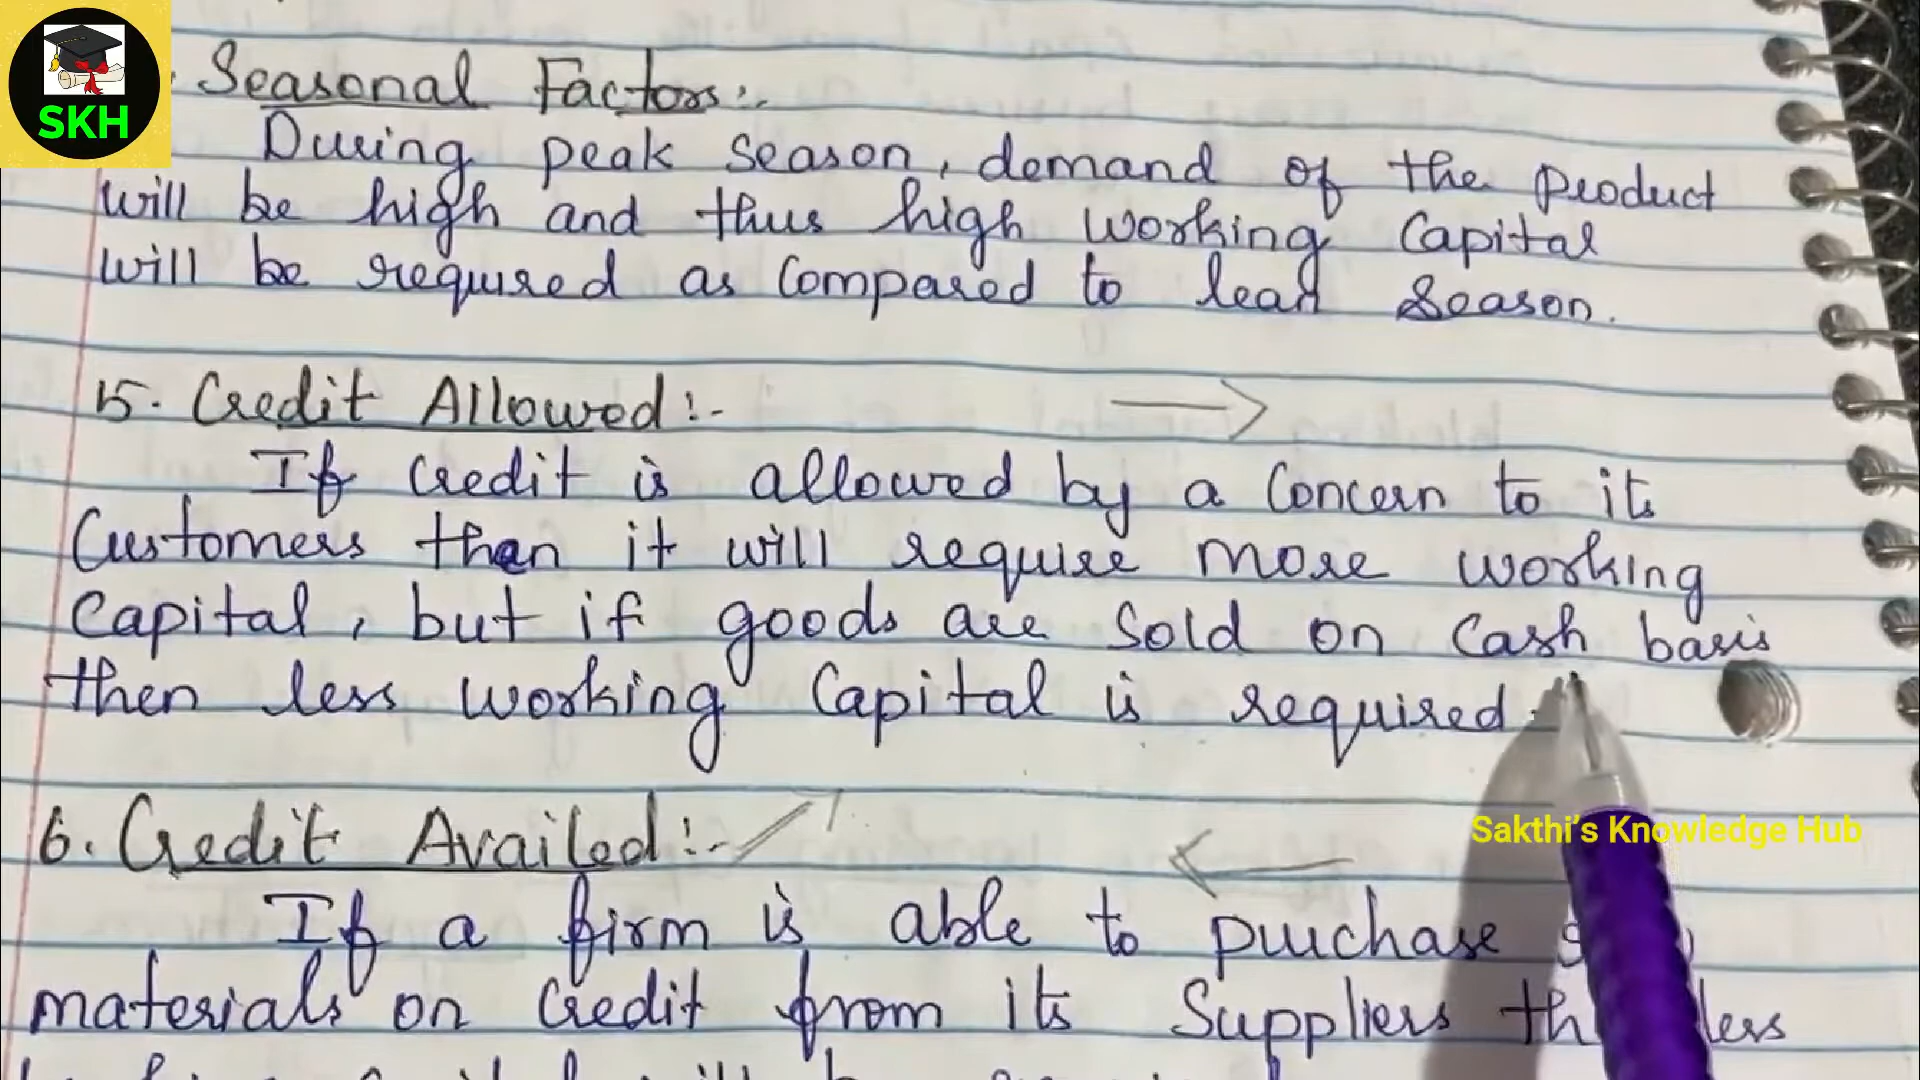 SKH
Seasonal Factors:-
During peak season, demand of the product
will be high and thus high working Capital
will be required as Compared to lean Season.
5. Credit Allowed:-
If Credit is allowed by a Concern to its
Customers then it will require more working
Capital, but if goods are Sold on Cash basis
then less working Capital is required.
Sakthi's Knowledge Hub
6. Credit Availed:-
If a firm is able to purchase
materials on Credit from its Suppliers less